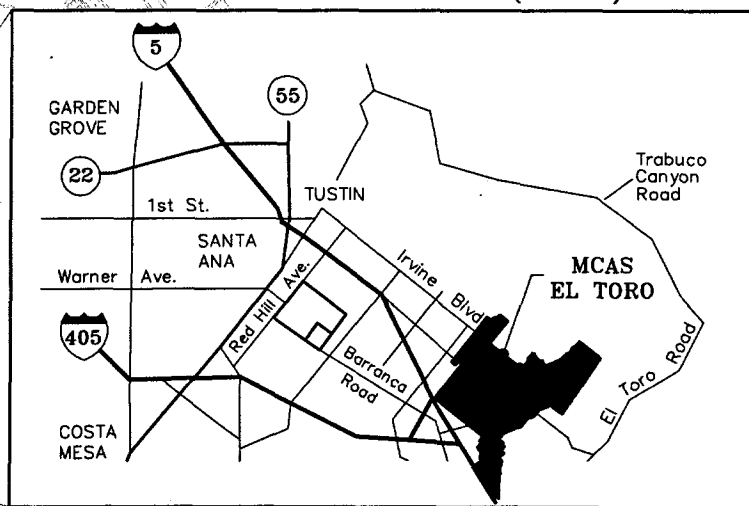 5
55
GARDEN
GROVE
22
TUSTIN
Trabuco
Canyon
Road
1st St.
SANTA
ANA
Irvine Blvd
MCAS
EL TORO
Warner Ave.
Red Hill Ave.
405
Barranca
Road
El Toro Road
COSTA
MESA